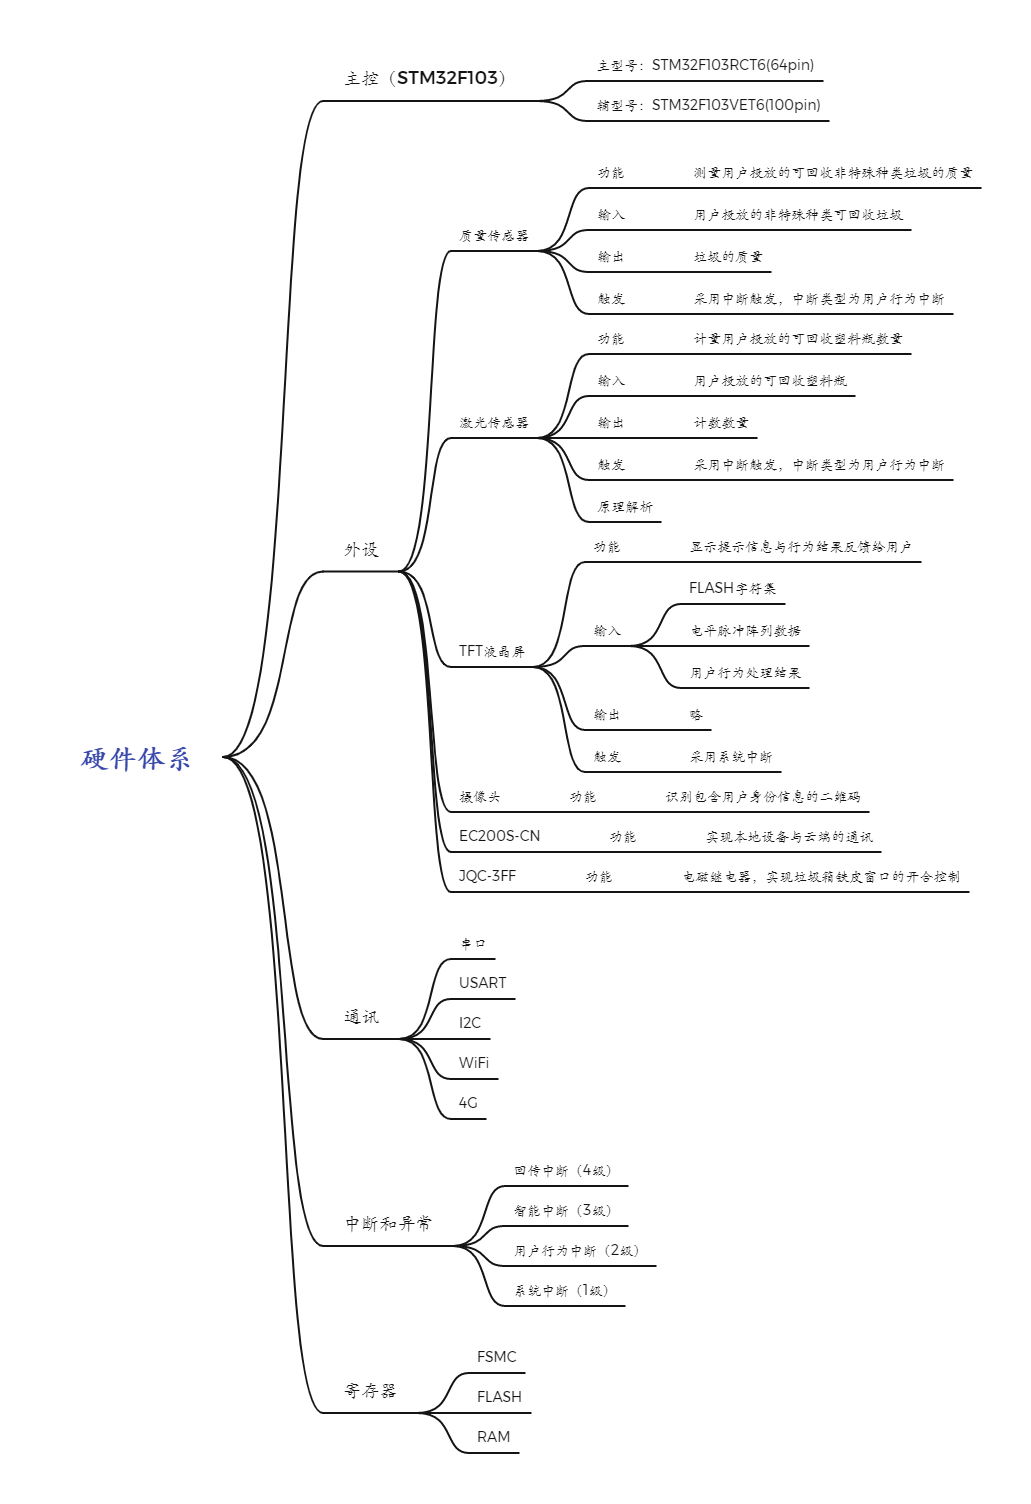 硬件体系
主控（STM32F103）
主型号：STM32F103RCT6(64pin)
辅型号：STM32F103VET6(100pin)
外设
质量传感器
功能 测量用户投放的可回收非特殊种类垃圾的质量
输入 用户投放的非特殊种类可回收垃圾
输出 垃圾的质量
触发 采用中断触发，中断类型为用户行为中断
激光传感器
功能 计量用户投放的可回收塑料瓶数量
输入 用户投放的可回收塑料瓶
输出 计数数量
触发 采用中断触发，中断类型为用户行为中断
原理解析
TFT液晶屏
功能 显示提示信息与行为结果反馈给用户
输入
FLASH字符集
电平脉冲阵列数据
用户行为处理结果
输出 略
触发 采用系统中断
摄像头 功能 识别包含用户身份信息的二维码
EC200S-CN 功能 实现本地设备与云端的通讯
JQC-3FF 功能 电磁继电器，实现垃圾箱铁皮窗口的开合控制
通讯
串口
USART
I2C
WiFi
4G
中断和异常
回传中断（4级）
智能中断（3级）
用户行为中断（2级）
系统中断（1级）
寄存器
FSMC
FLASH
RAM